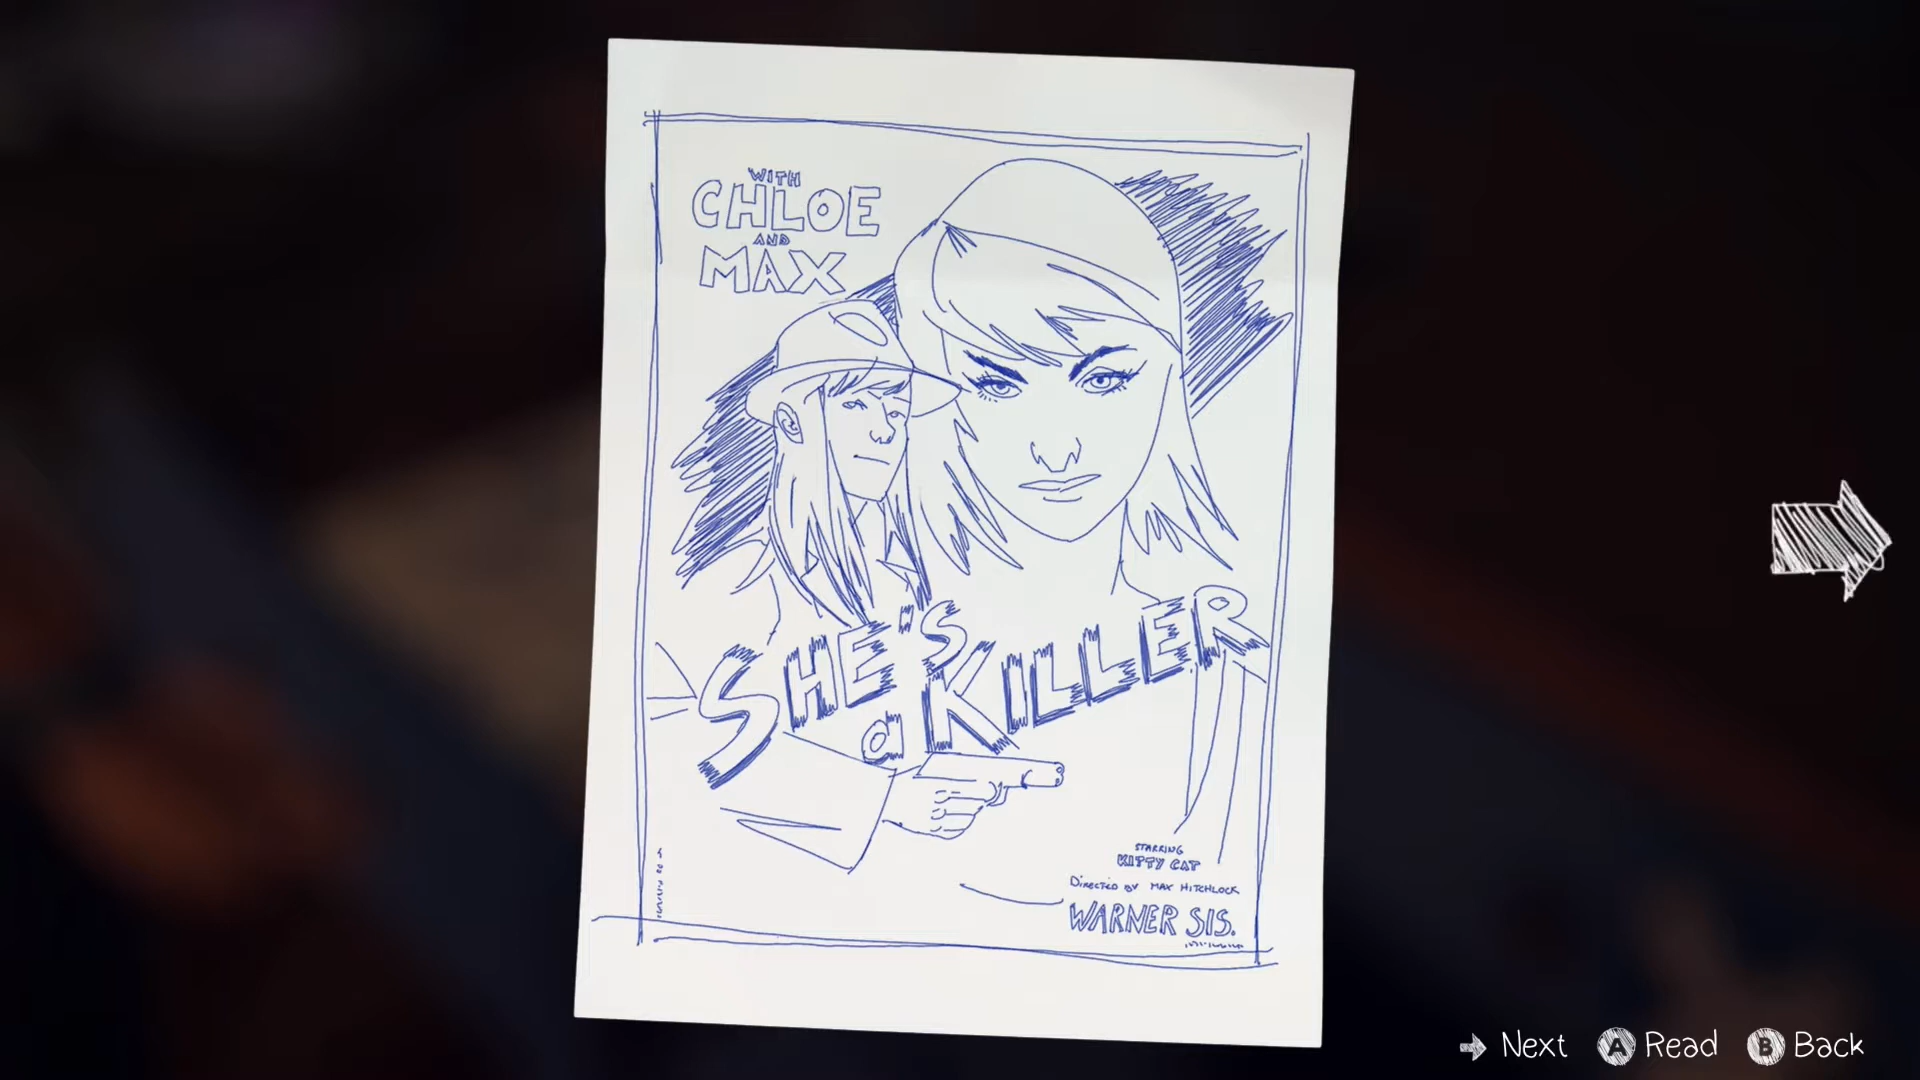 WITH
CHLOE
AND
MAX
SHE'S
a KILLER
STARRING
KITTY CAT
DIRECTED BY MAX HITCHLOCK
WARNER SIS.
Next
A Read
B Back